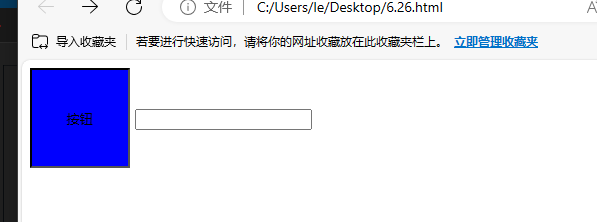 文件 C:/Users/le/Desktop/6.26.html
导入收藏夹 若要进行快速访问，请将你的网址收藏放在此收藏夹栏上。 立即管理收藏夹
按钮